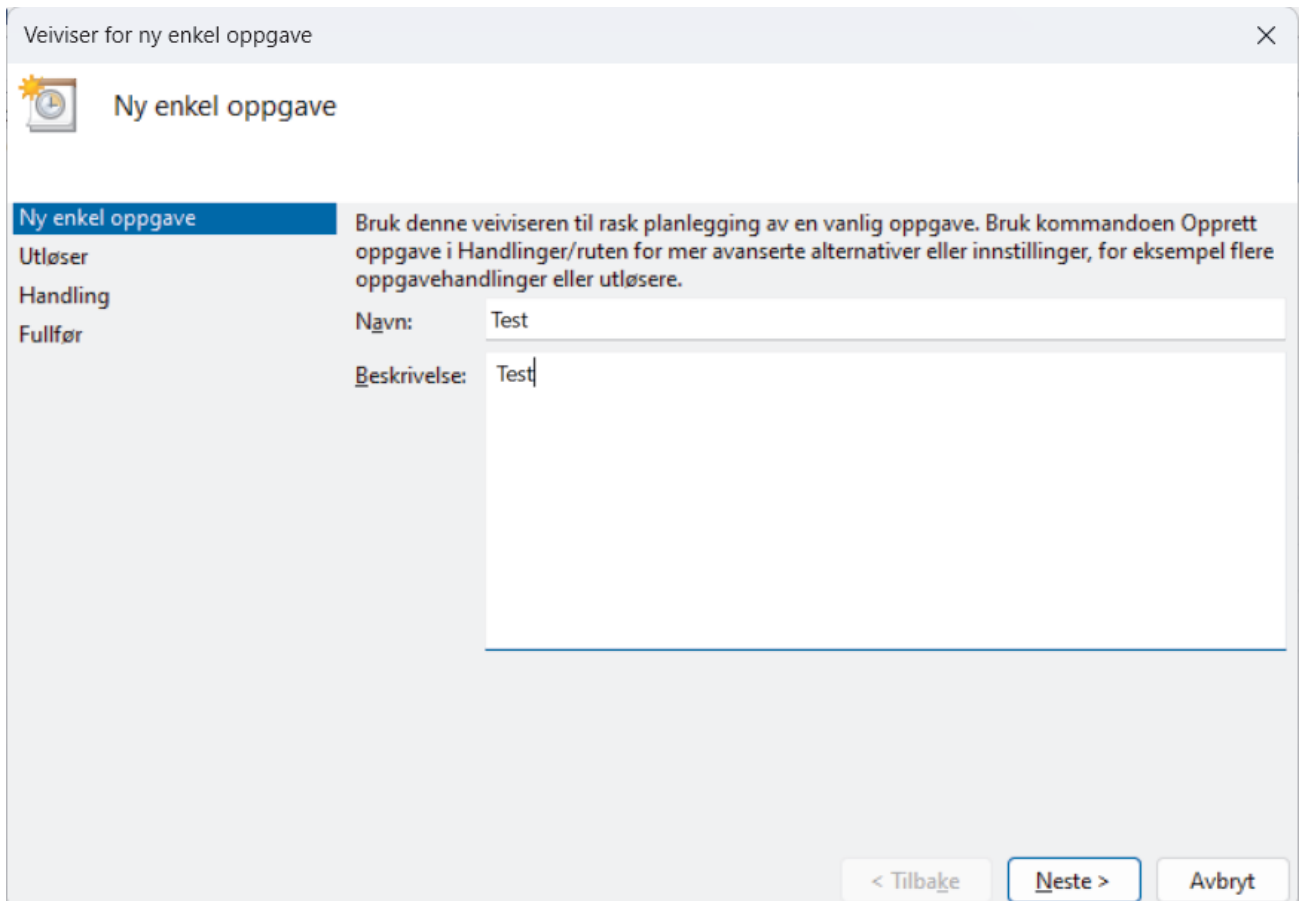 Veiviser for ny enkel oppgave
Ny enkel oppgave
Ny enkel oppgave
Utløser
Handling
Fullfør
Bruk denne veiviseren til rask planlegging av en vanlig oppgave. Bruk kommandoen Opprett
oppgave i Handlinger/ruten for mer avanserte alternativer eller innstillinger, for eksempel flere
oppgavehandlinger eller utløsere.
Navn: Test
Beskrivelse: Test
< Tilbake Neste > Avbryt